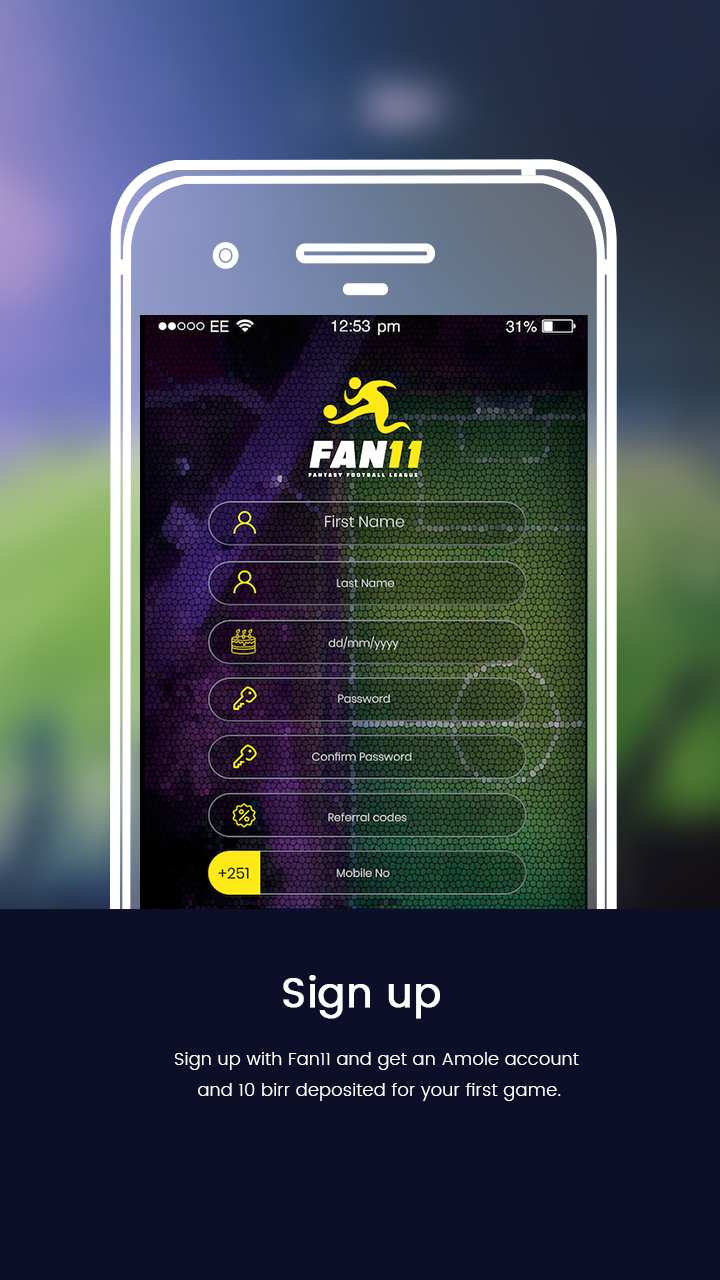 EE 12:53 pm 31%
FAN11
FANTASY FOOTBALL LEAGUE
First Name
Last Name
dd/mm/yyyy
Password
Confirm Password
Referral codes
+251 Mobile No
Sign up
Sign up with Fan11 and get an Amole account
and 10 birr deposited for your first game.